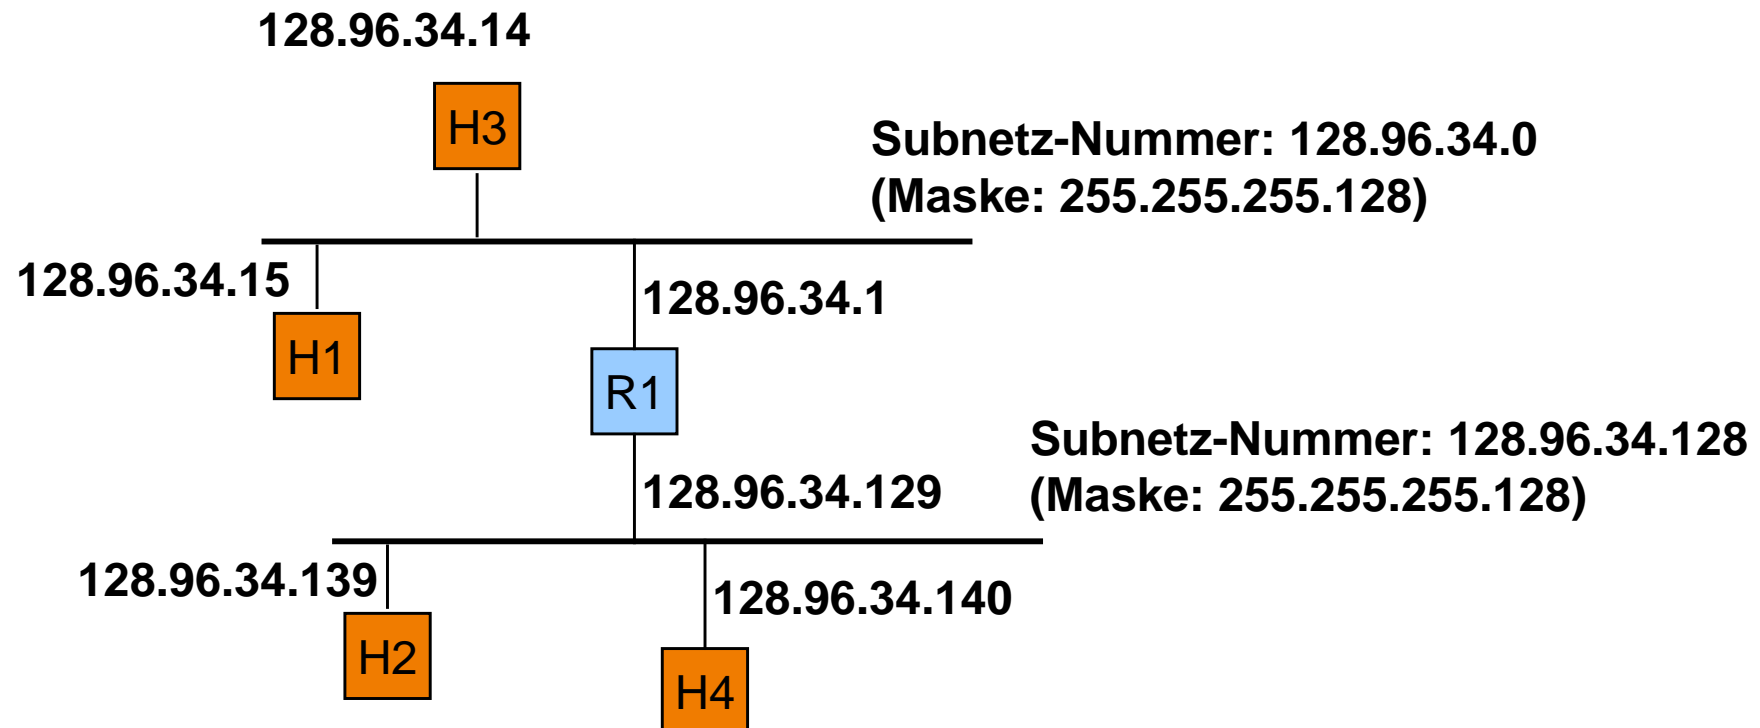 128.96.34.14
H3
Subnetz-Nummer: 128.96.34.0
(Maske: 255.255.255.128)
128.96.34.15
128.96.34.1
H1
R1
Subnetz-Nummer: 128.96.34.128
(Maske: 255.255.255.128)
128.96.34.129
128.96.34.139
128.96.34.140
H2
H4